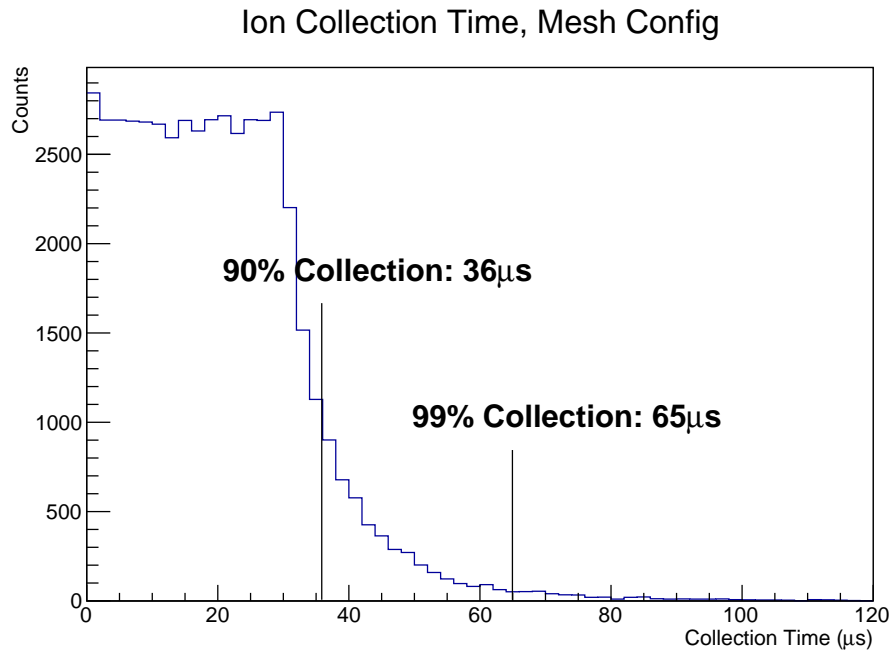 Ion Collection Time, Mesh Config
Counts
2500
2000
1500
1000
500
0
90% Collection: 36μs
99% Collection: 65μs
0 20 40 60 80 100 120
Collection Time (μs)